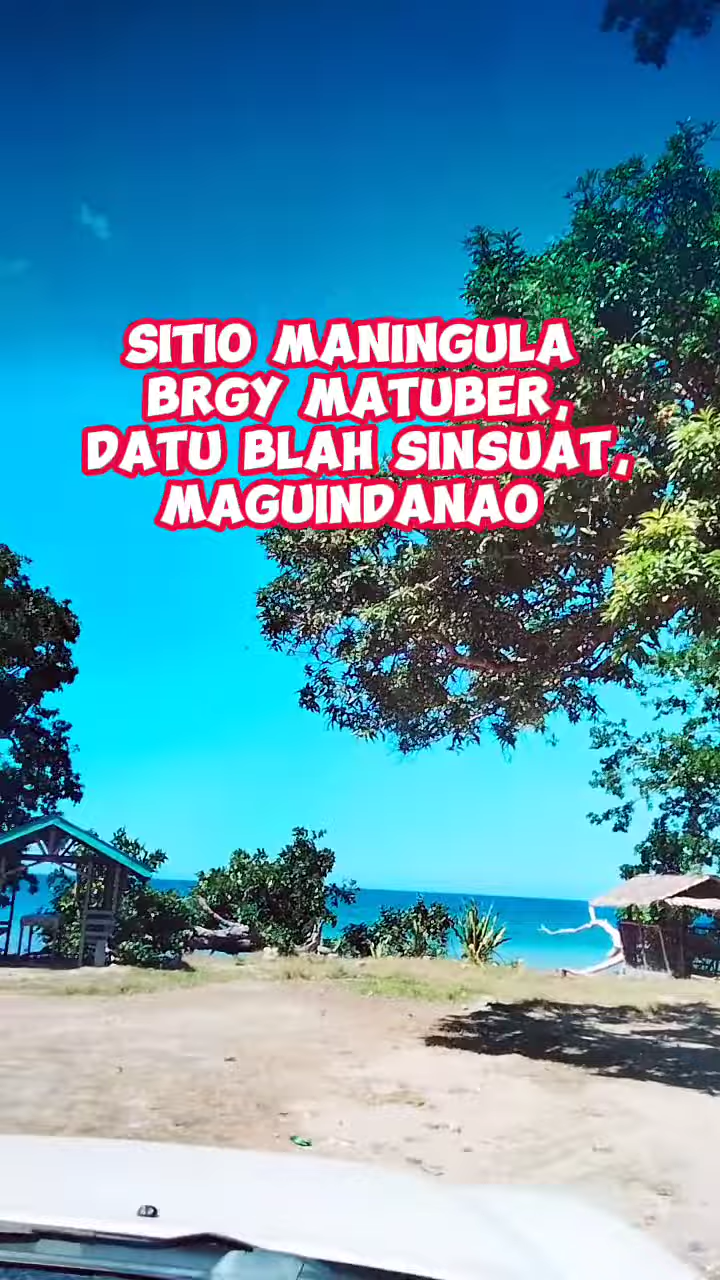 SITIO MANINGULA
BRGY MATUBER,
DATU BLAH SINSUAT,
MAGUINDANAO